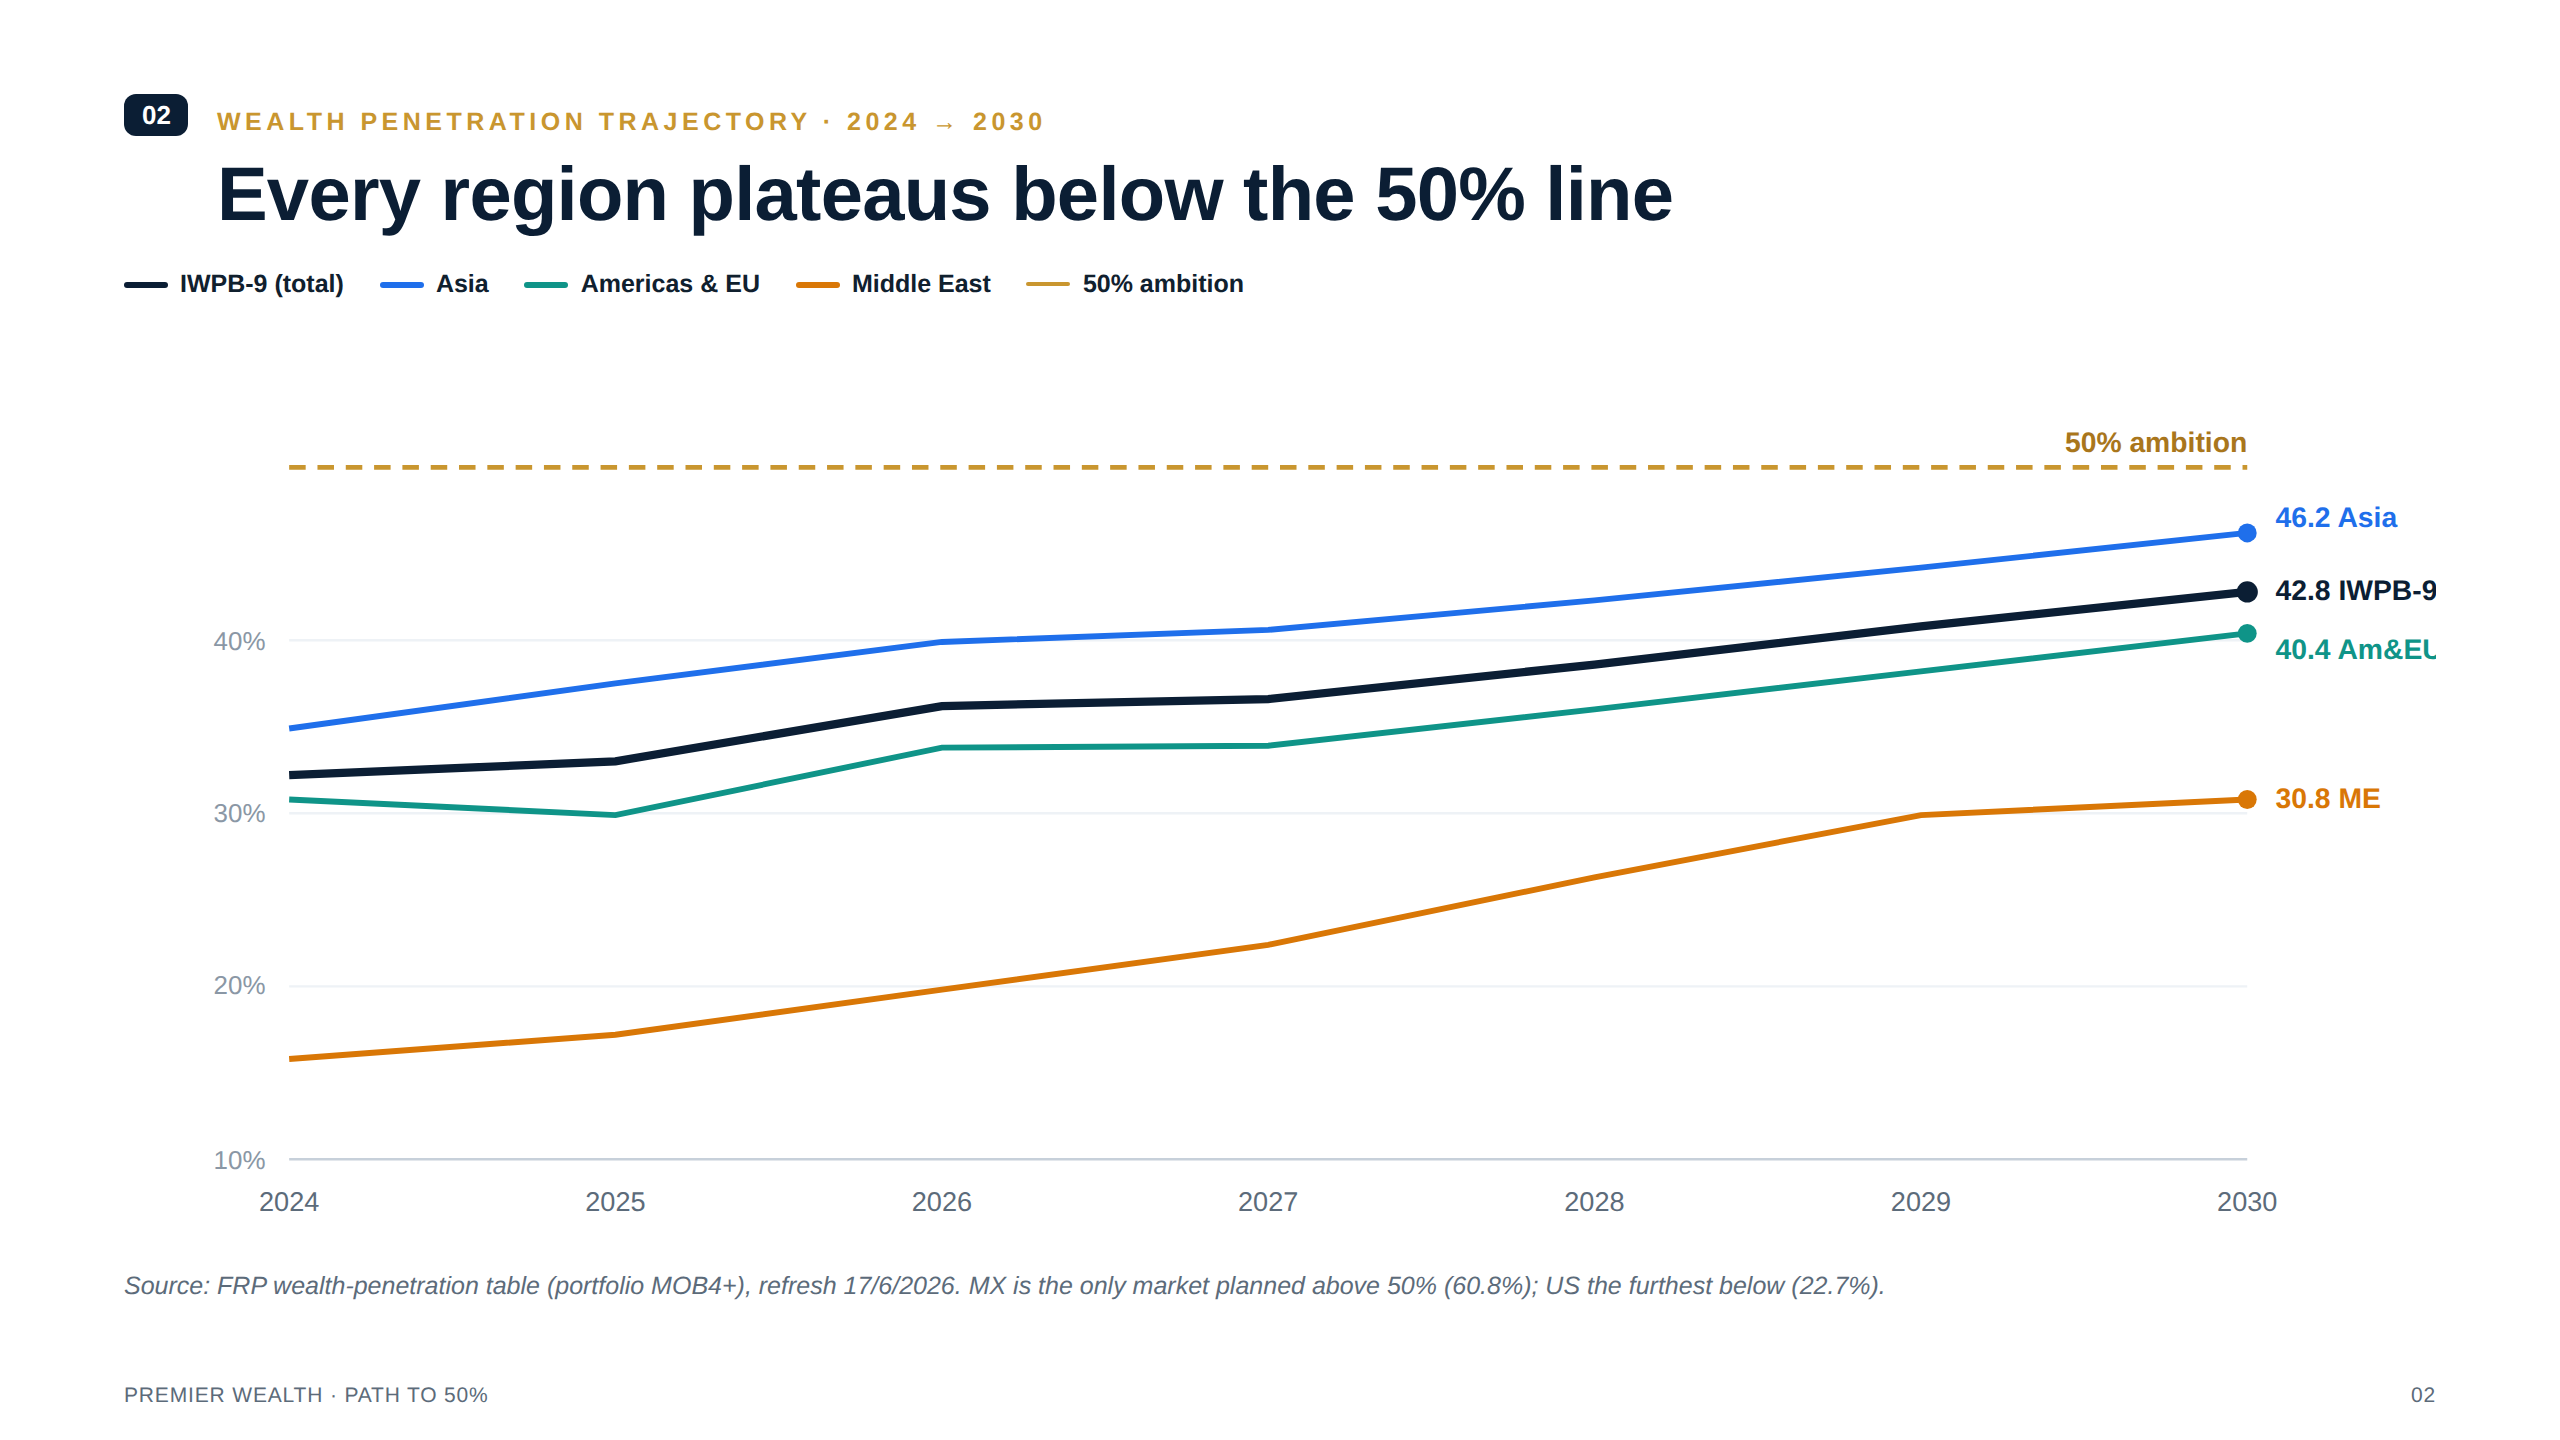 02
WEALTH PENETRATION TRAJECTORY · 2024 → 2030
Every region plateaus below the 50% line
IWPB-9 (total) Asia Americas & EU Middle East 50% ambition
50% ambition
46.2 Asia
42.8 IWPB-9
40.4 Am&EU
30.8 ME
40%
30%
20%
10%
2024 2025 2026 2027 2028 2029 2030
Source: FRP wealth-penetration table (portfolio MOB4+), refresh 17/6/2026. MX is the only market planned above 50% (60.8%); US the furthest below (22.7%).
PREMIER WEALTH · PATH TO 50%
02